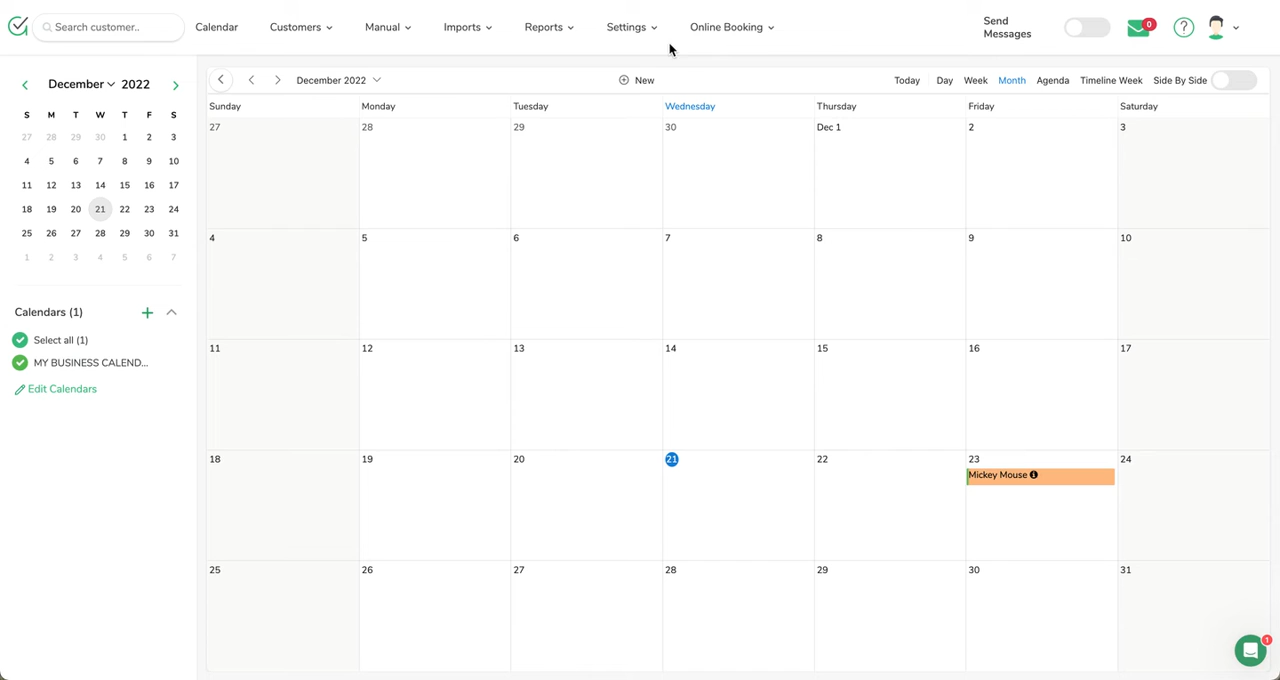 Search customer..
Calendar
Customers
Manual
Imports
Reports
Settings
Online Booking
Send
Messages
0
?
December 2022
S M T W T F S
27 28 29 30 1 2 3
4 5 6 7 8 9 10
11 12 13 14 15 16 17
18 19 20 21 22 23 24
25 26 27 28 29 30 31
1 2 3 4 5 6 7
Calendars (1)
Select all (1)
MY BUSINESS CALEND...
Edit Calendars
December 2022
New
Today Day Week Month Agenda Timeline Week Side By Side
Sunday Monday Tuesday Wednesday Thursday Friday Saturday
27 28 29 30 Dec 1 2 3
4 5 6 7 8 9 10
11 12 13 14 15 16 17
18 19 20 21 22 23 24
Mickey Mouse
25 26 27 28 29 30 31
1